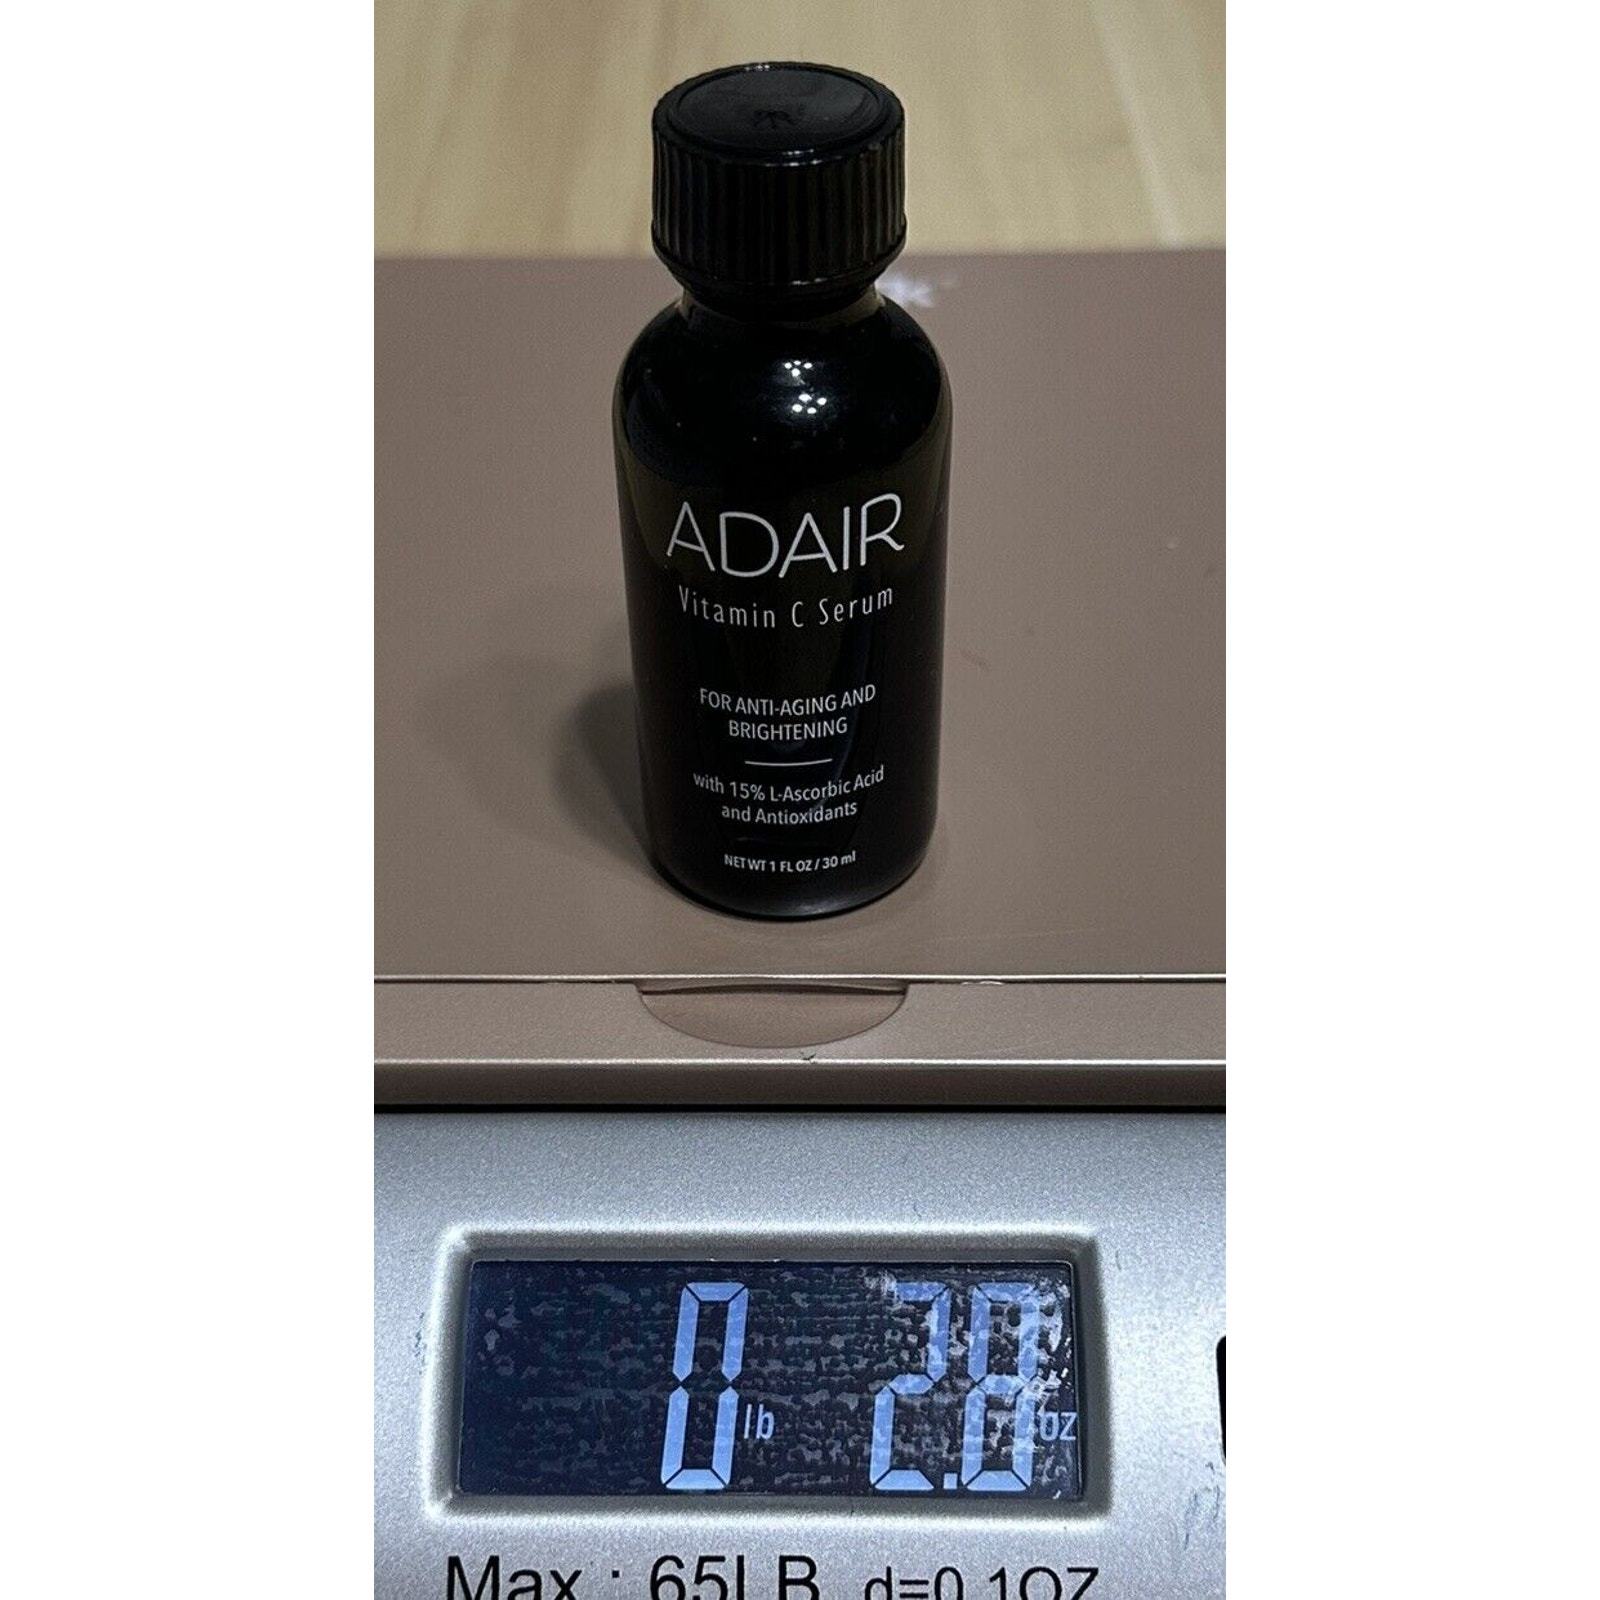 ADAIR
Vitamin C Serum
FOR ANTI-AGING AND
BRIGHTENING
with 15% L-Ascorbic Acid
and Antioxidants
NET WT 1 FL OZ / 30 ml
0 lb 2.8 oz
Max : 65LB d=0.1OZ